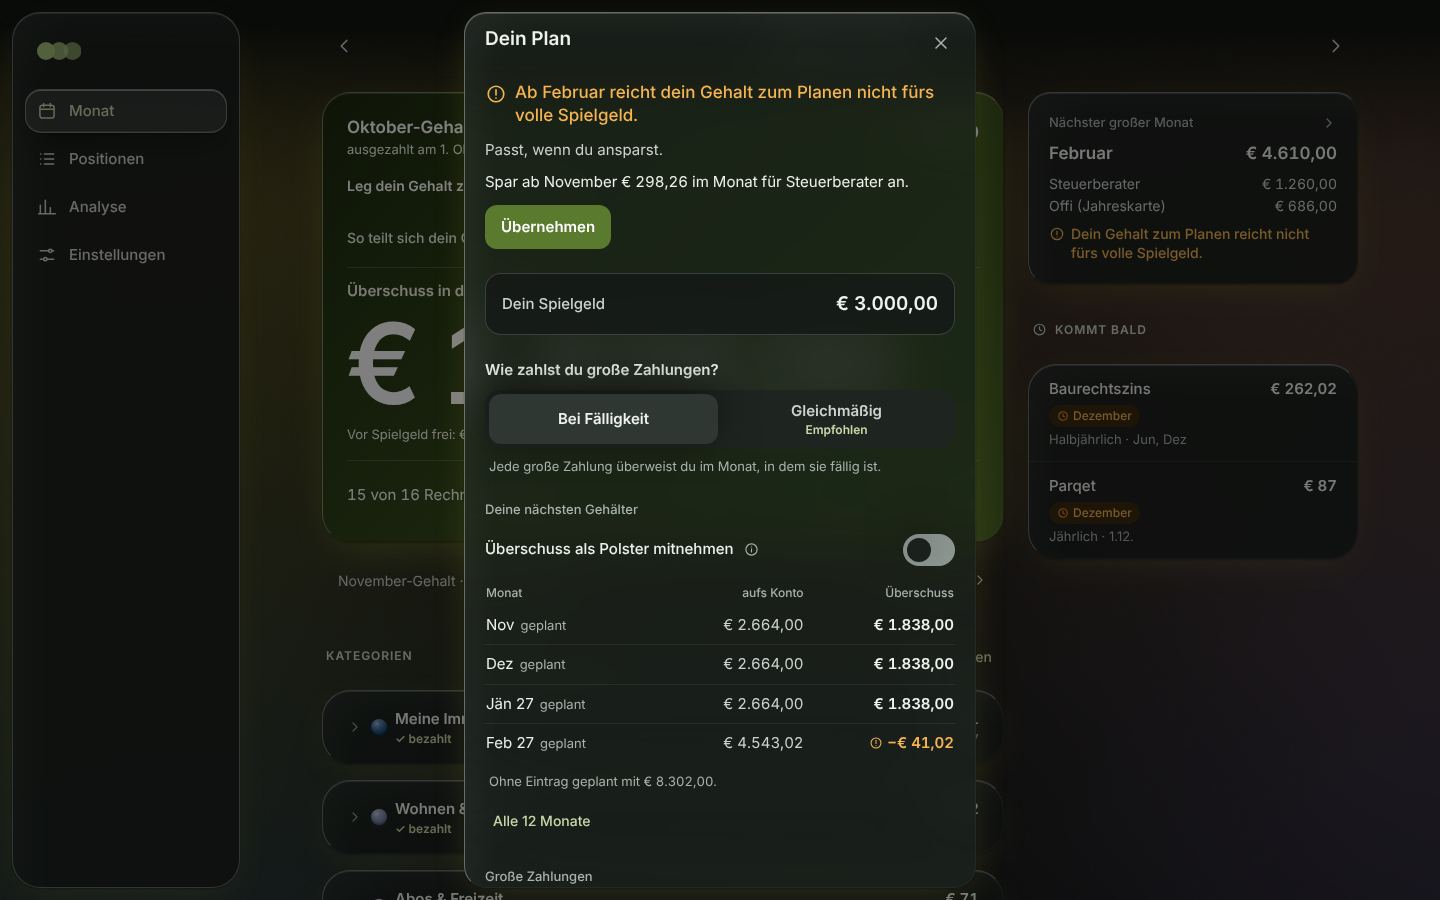 Monat
Positionen
Analyse
Einstellungen
Oktober-Geha
ausgezahlt am 1. O
Leg dein Gehalt z
So teilt sich dein
Überschuss in d
€ 1
Vor Spielgeld frei: €
15 von 16 Rechn
November-Gehalt ·
KATEGORIEN
en
Meine Im
✓ bezahlt
Wohnen &
✓ bezahlt
Abos & Freizeit
€ 71
Dein Plan
Ab Februar reicht dein Gehalt zum Planen nicht fürs
volle Spielgeld.
Passt, wenn du ansparst.
Spar ab November € 298,26 im Monat für Steuerberater an.
Übernehmen
Dein Spielgeld € 3.000,00
Wie zahlst du große Zahlungen?
Bei Fälligkeit
Gleichmäßig
Empfohlen
Jede große Zahlung überweist du im Monat, in dem sie fällig ist.
Deine nächsten Gehälter
Überschuss als Polster mitnehmen
Monat aufs Konto Überschuss
Nov geplant € 2.664,00 € 1.838,00
Dez geplant € 2.664,00 € 1.838,00
Jän 27 geplant € 2.664,00 € 1.838,00
Feb 27 geplant € 4.543,02 −€ 41,02
Ohne Eintrag geplant mit € 8.302,00.
Alle 12 Monate
Große Zahlungen
Nächster großer Monat
Februar € 4.610,00
Steuerberater € 1.260,00
Offi (Jahreskarte) € 686,00
Dein Gehalt zum Planen reicht nicht
fürs volle Spielgeld.
KOMMT BALD
Baurechtszins € 262,02
Dezember
Halbjährlich · Jun, Dez
Parqet € 87
Dezember
Jährlich · 1.12.